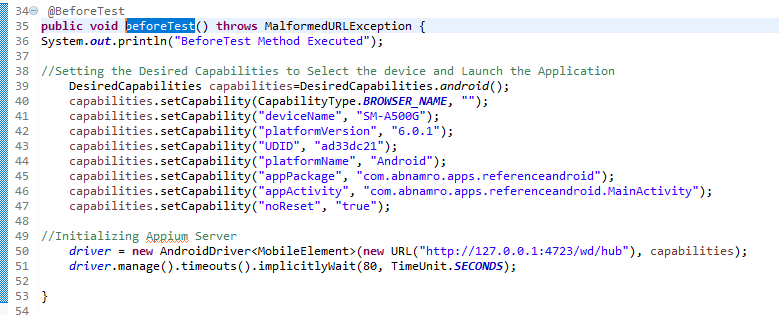 34 @BeforeTest
35 public void beforeTest() throws MalformedURLException {
36 System.out.println("BeforeTest Method Executed");
37
38 //Setting the Desired Capabilities to Select the device and Launch the Application
39 DesiredCapabilities capabilities=DesiredCapabilities.android();
40 capabilities.setCapability(CapabilityType.BROWSER_NAME, "");
41 capabilities.setCapability("deviceName", "SM-A500G");
42 capabilities.setCapability("platformVersion", "6.0.1");
43 capabilities.setCapability("UDID", "ad33dc21");
44 capabilities.setCapability("platformName", "Android");
45 capabilities.setCapability("appPackage", "com.abnamro.apps.referenceandroid");
46 capabilities.setCapability("appActivity", "com.abnamro.apps.referenceandroid.MainActivity");
47 capabilities.setCapability("noReset", "true");
48
49 //Initializing Appium Server
50 driver = new AndroidDriver<MobileElement>(new URL("http://127.0.0.1:4723/wd/hub"), capabilities);
51 driver.manage().timeouts().implicitlyWait(80, TimeUnit.SECONDS);
52
53 }
54